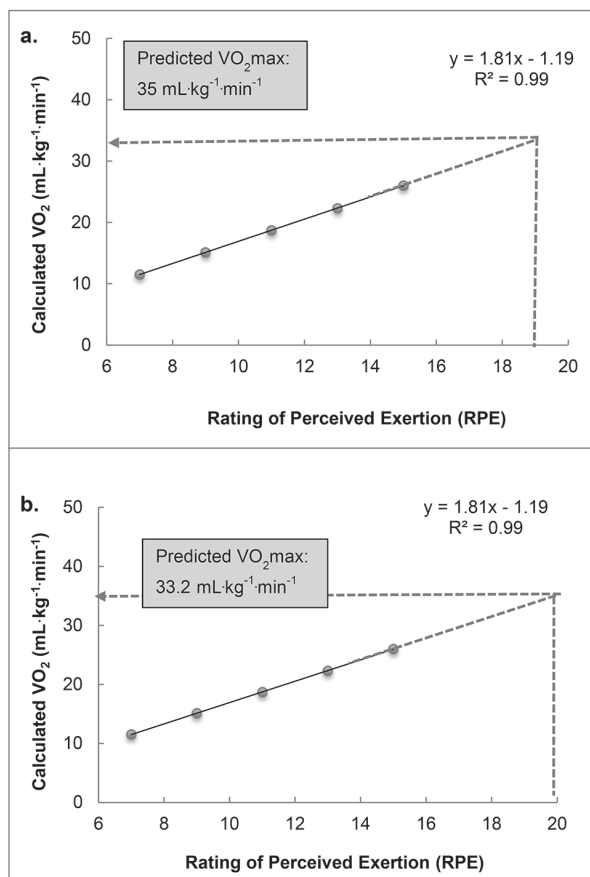 a.
Predicted VO₂max:
35 mL·kg⁻¹·min⁻¹
y = 1.81x - 1.19
R² = 0.99
Calculated VO₂ (mL·kg⁻¹·min⁻¹)
50
40
30
20
10
0
6 8 10 12 14 16 18 20
Rating of Perceived Exertion (RPE)
b.
Predicted VO₂max:
33.2 mL·kg⁻¹·min⁻¹
y = 1.81x - 1.19
R² = 0.99
Calculated VO₂ (mL·kg⁻¹·min⁻¹)
50
40
30
20
10
0
6 8 10 12 14 16 18 20
Rating of Perceived Exertion (RPE)